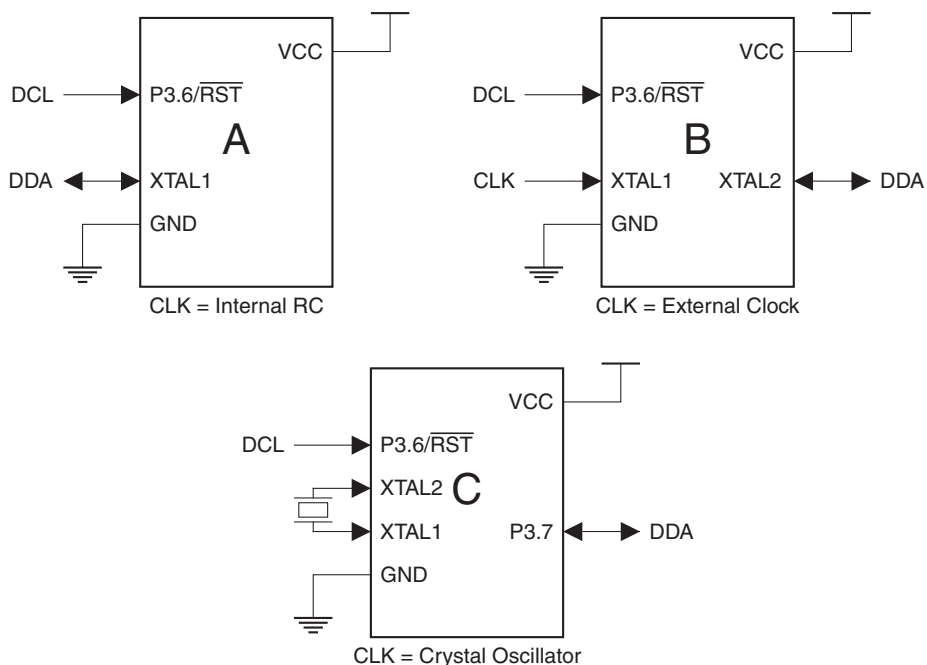 VCC
DCL
P3.6/RST
A
DDA
XTAL1
GND
CLK = Internal RC
VCC
DCL
P3.6/RST
B
CLK
XTAL1
XTAL2
DDA
GND
CLK = External Clock
VCC
DCL
P3.6/RST
XTAL2
C
XTAL1
P3.7
DDA
GND
CLK = Crystal Oscillator